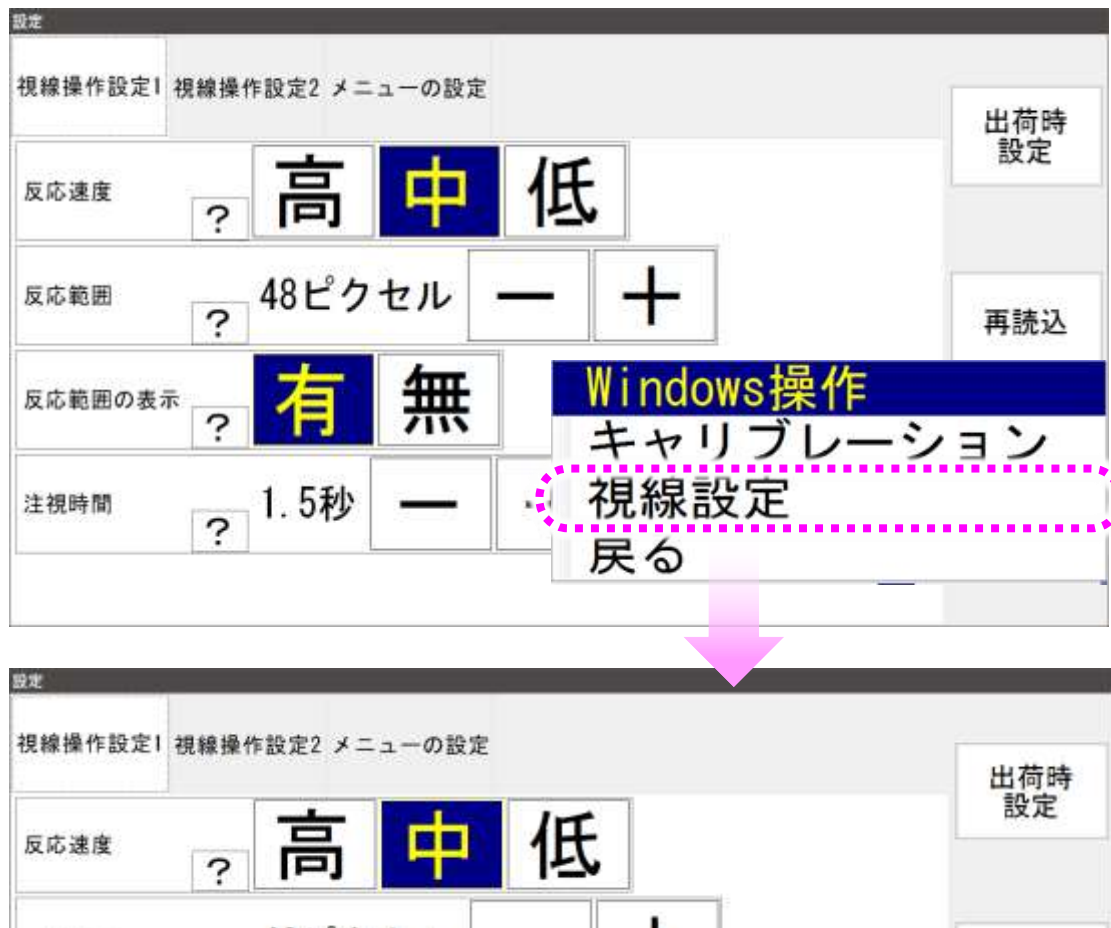 設定
視線操作設定1 視線操作設定2 メニューの設定
出荷時
設定
反応速度 ? 高 中 低
反応範囲 ? 48ピクセル － ＋
再読込
反応範囲の表示 ? 有 無
注視時間 ? 1.5秒 －
Windows操作
キャリブレーション
視線設定
戻る
設定
視線操作設定1 視線操作設定2 メニューの設定
出荷時
設定
反応速度 ? 高 中 低